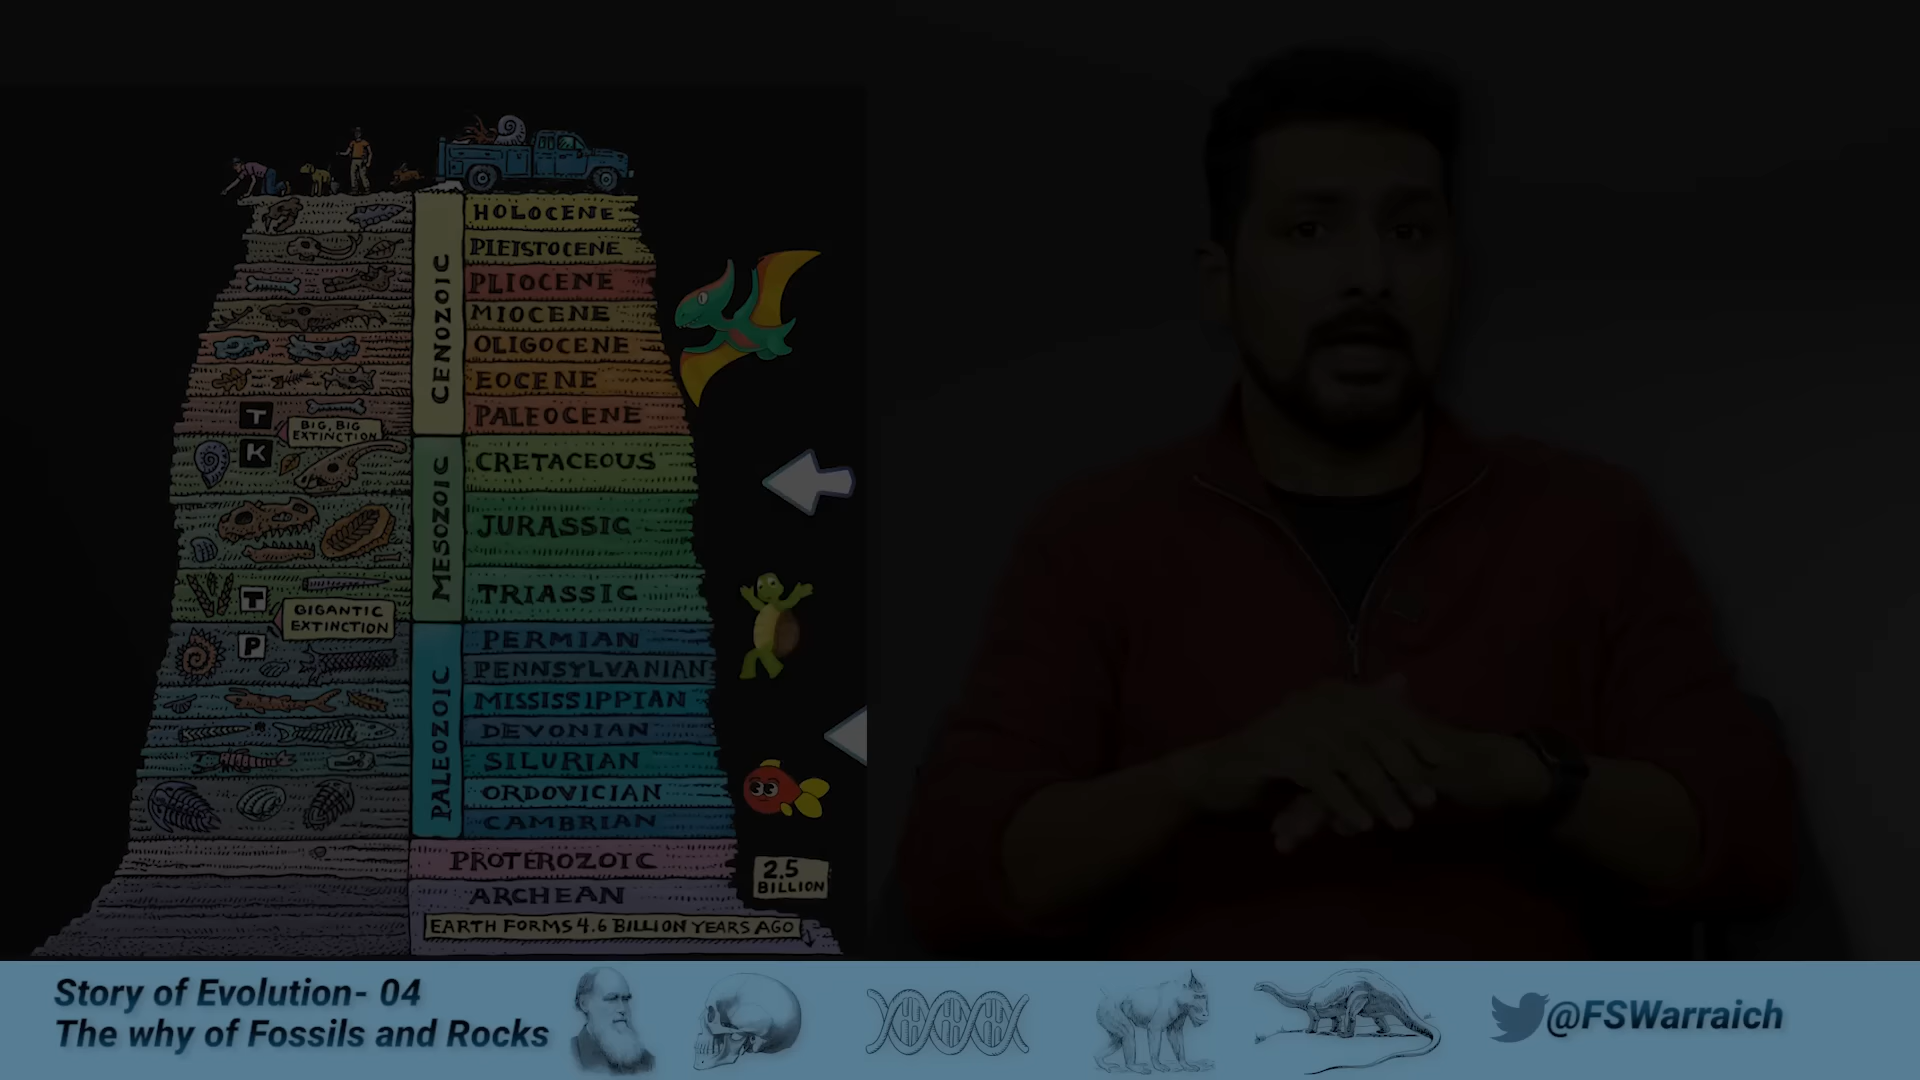 CENOZOIC
HOLOCENE
PLEISTOCENE
PLIOCENE
MIOCENE
OLIGOCENE
EOCENE
PALEOCENE
T
BIG, BIG
EXTINCTION
K
MESOZOIC
CRETACEOUS
JURASSIC
TRIASSIC
T
GIGANTIC
EXTINCTION
P
PALEOZOIC
PERMIAN
PENNSYLVANIAN
MISSISSIPPIAN
DEVONIAN
SILURIAN
ORDOVICIAN
CAMBRIAN
PROTEROZOIC
2.5
BILLION
ARCHEAN
EARTH FORMS 4.6 BILLION YEARS AGO
Story of Evolution- 04
The why of Fossils and Rocks
@FSWarraich